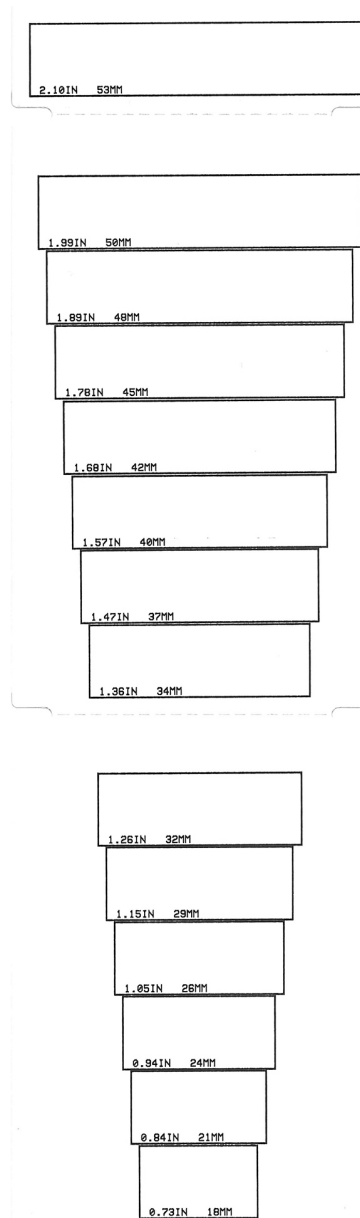 2.10IN 53MM
1.99IN 50MM
1.89IN 48MM
1.78IN 45MM
1.68IN 42MM
1.57IN 40MM
1.47IN 37MM
1.36IN 34MM
1.26IN 32MM
1.15IN 29MM
1.05IN 26MM
0.94IN 24MM
0.84IN 21MM
0.73IN 18MM